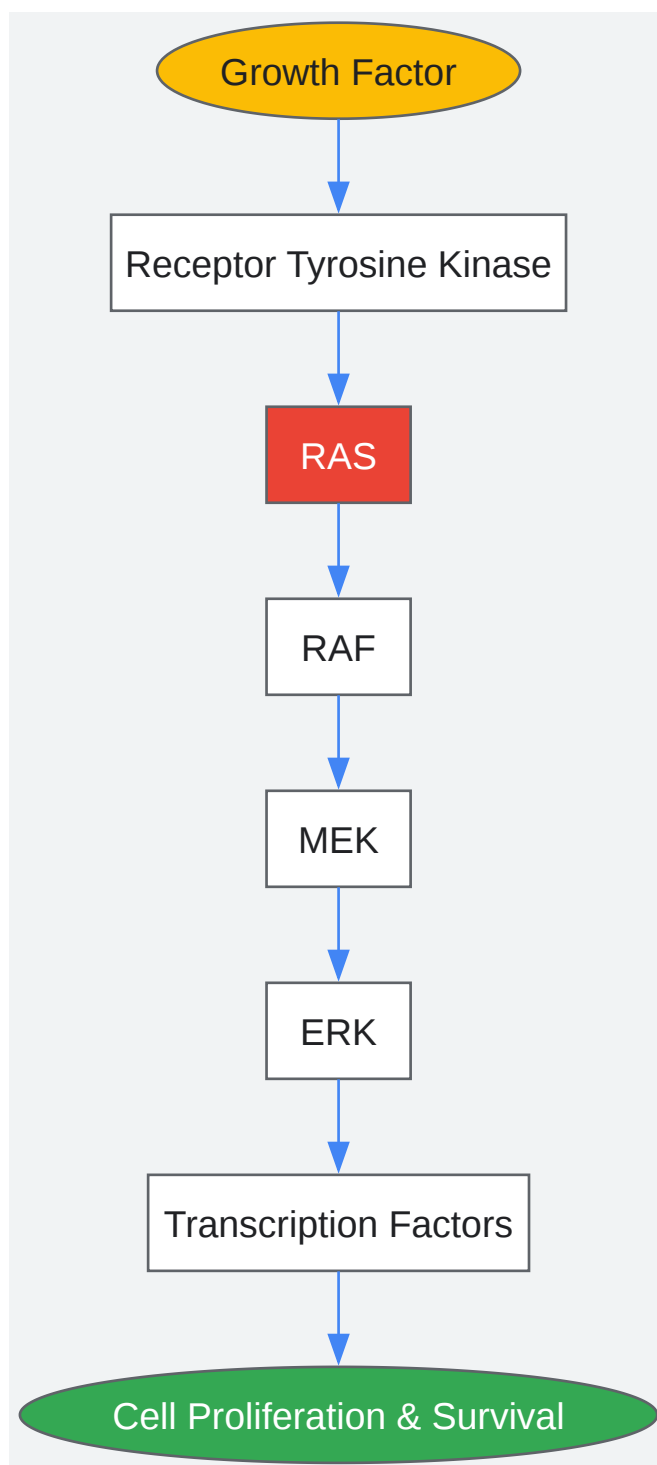 Growth Factor
Receptor Tyrosine Kinase
RAS
RAF
MEK
ERK
Transcription Factors
Cell Proliferation & Survival